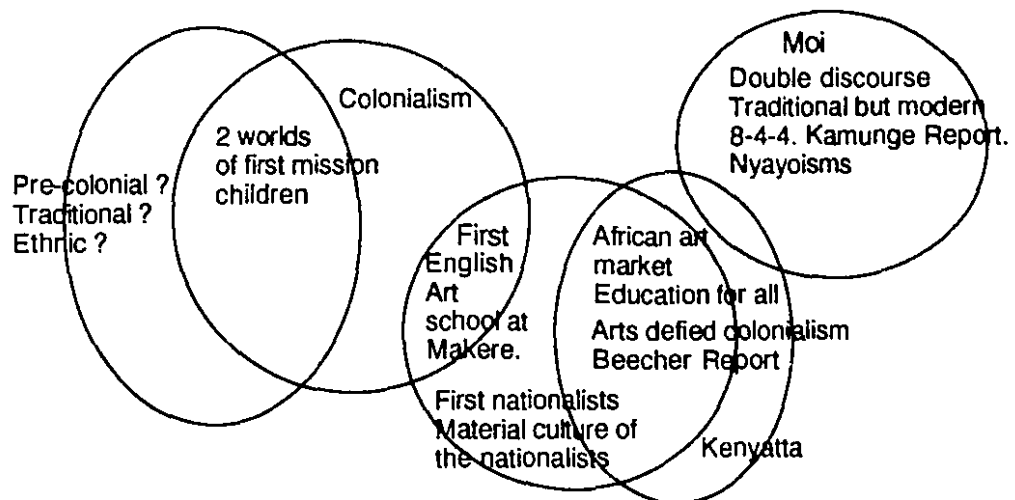 Pre-colonial ?
Traditional ?
Ethnic ?
2 worlds
of first mission
children
Colonialism
First
English
Art
school at
Makere.
First nationalists
Material culture of
the nationalists
African art
market
Education for all
Arts defied colonialism
Beecher Report
Kenyatta
Moi
Double discourse
Traditional but modern
8-4-4. Kamunge Report.
Nyayoisms